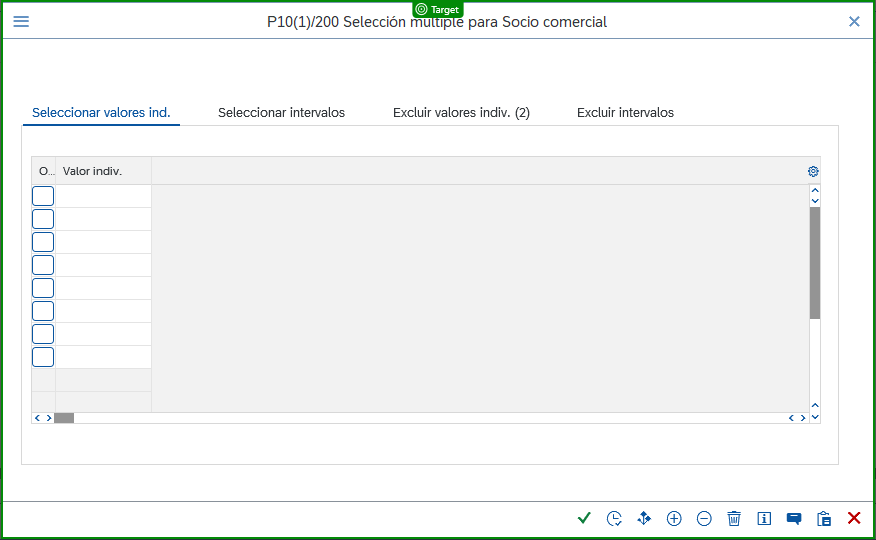 Target
P10(1)/200 Selección múltiple para Socio comercial
Seleccionar valores ind. Seleccionar intervalos Excluir valores indiv. (2) Excluir intervalos
O... Valor indiv.